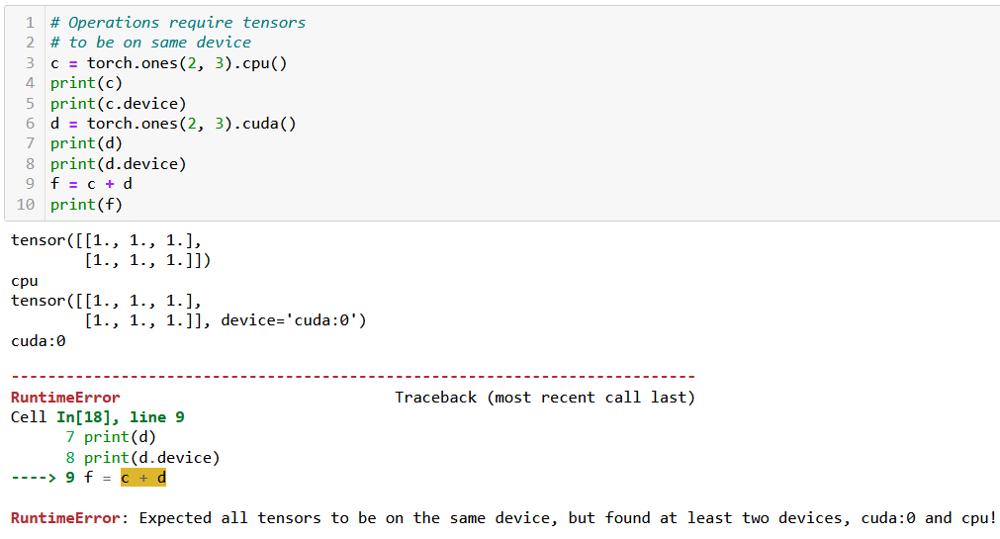 1 # Operations require tensors
2 # to be on same device
3 c = torch.ones(2, 3).cpu()
4 print(c)
5 print(c.device)
6 d = torch.ones(2, 3).cuda()
7 print(d)
8 print(d.device)
9 f = c + d
10 print(f)
tensor([[1., 1., 1.],
        [1., 1., 1.]])
cpu
tensor([[1., 1., 1.],
        [1., 1., 1.]], device='cuda:0')
cuda:0
---------------------------------------------------------------------------
RuntimeError                              Traceback (most recent call last)
Cell In[18], line 9
      7 print(d)
      8 print(d.device)
----> 9 f = c + d
RuntimeError: Expected all tensors to be on the same device, but found at least two devices, cuda:0 and cpu!